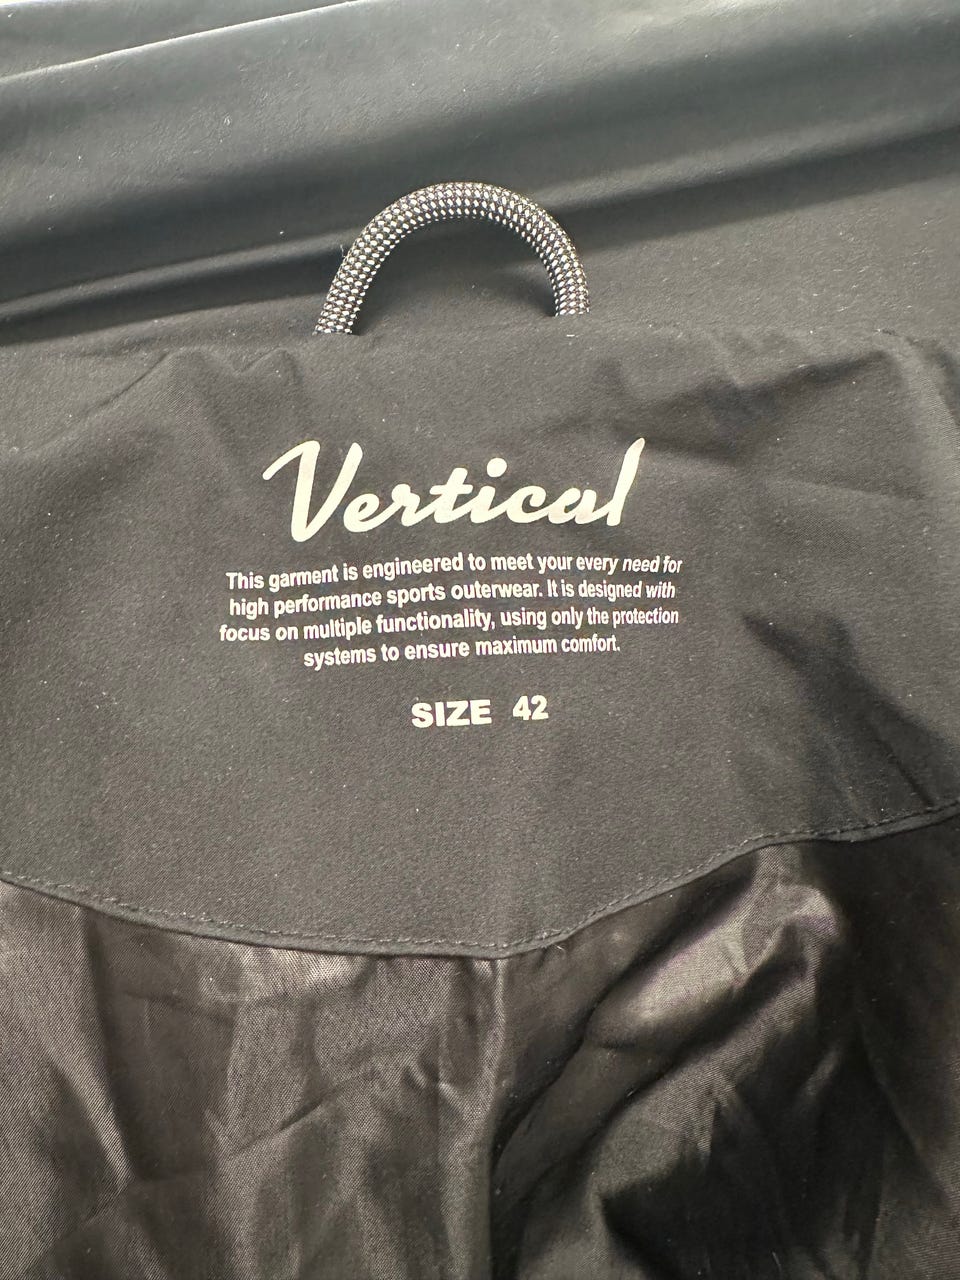 Vertical
This garment is engineered to meet your every need for
high performance sports outerwear. It is designed with
focus on multiple functionality, using only the protection
systems to ensure maximum comfort.
SIZE 42